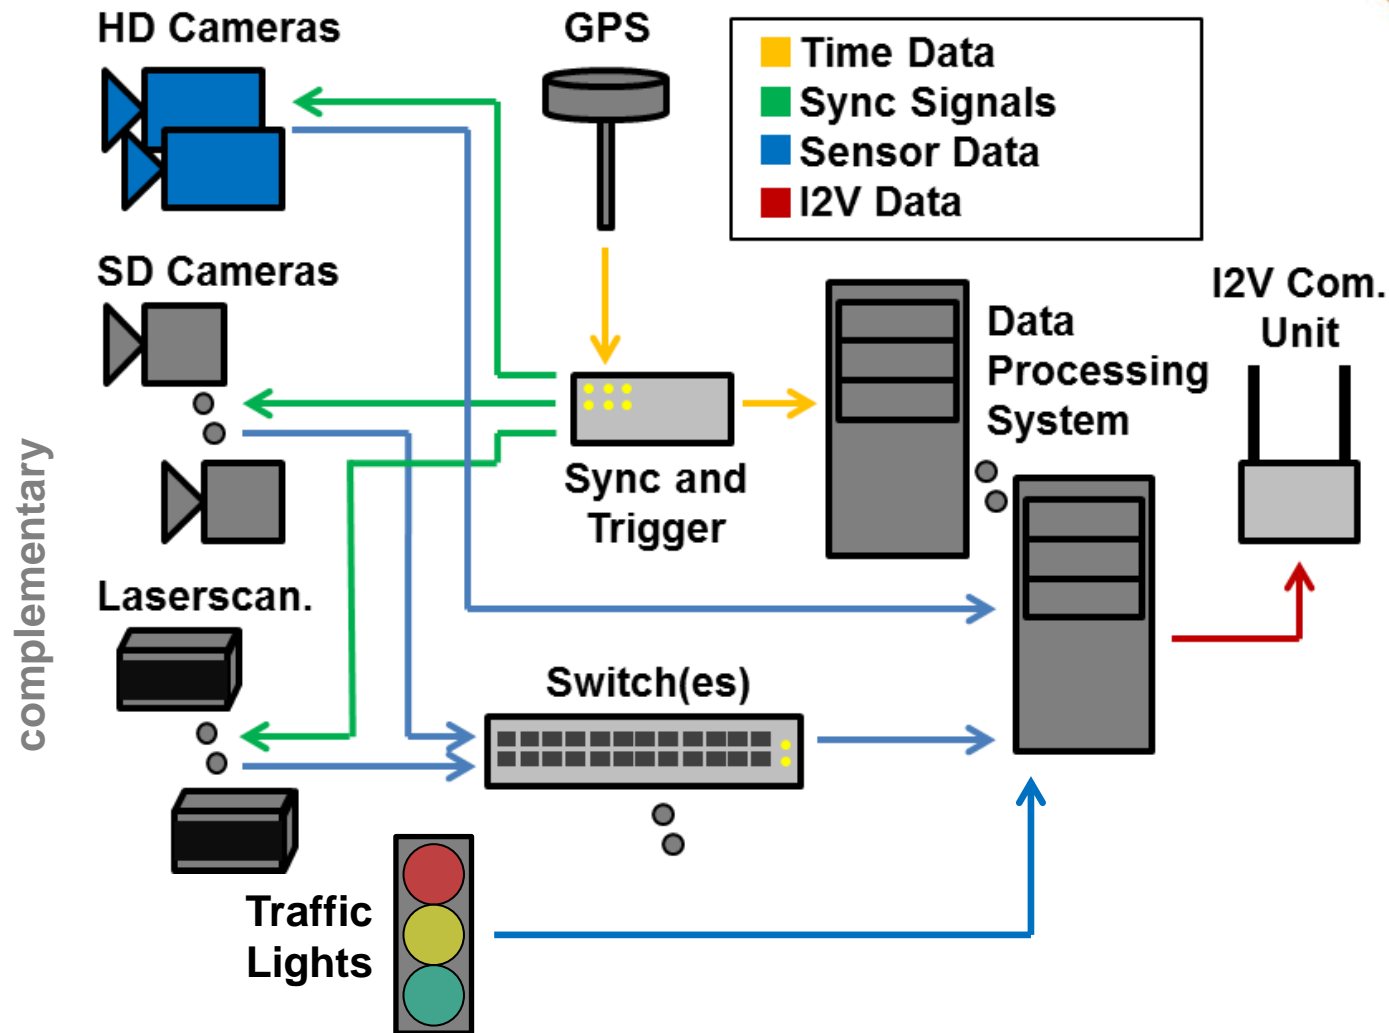 HD Cameras
GPS
Time Data
Sync Signals
Sensor Data
I2V Data
SD Cameras
I2V Com.
Unit
Data
Processing
System
Sync and
Trigger
complementary
Laserscan.
Switch(es)
Traffic
Lights